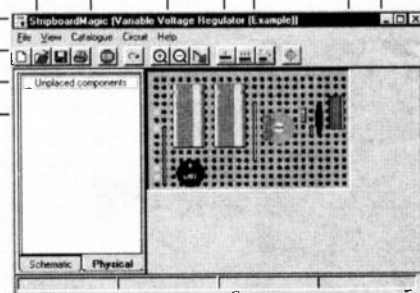 StripboardMagic (Variable Voltage Regulator (Example))
File View Catalogue Circuit Help
Unplaced components
Schematic Physical